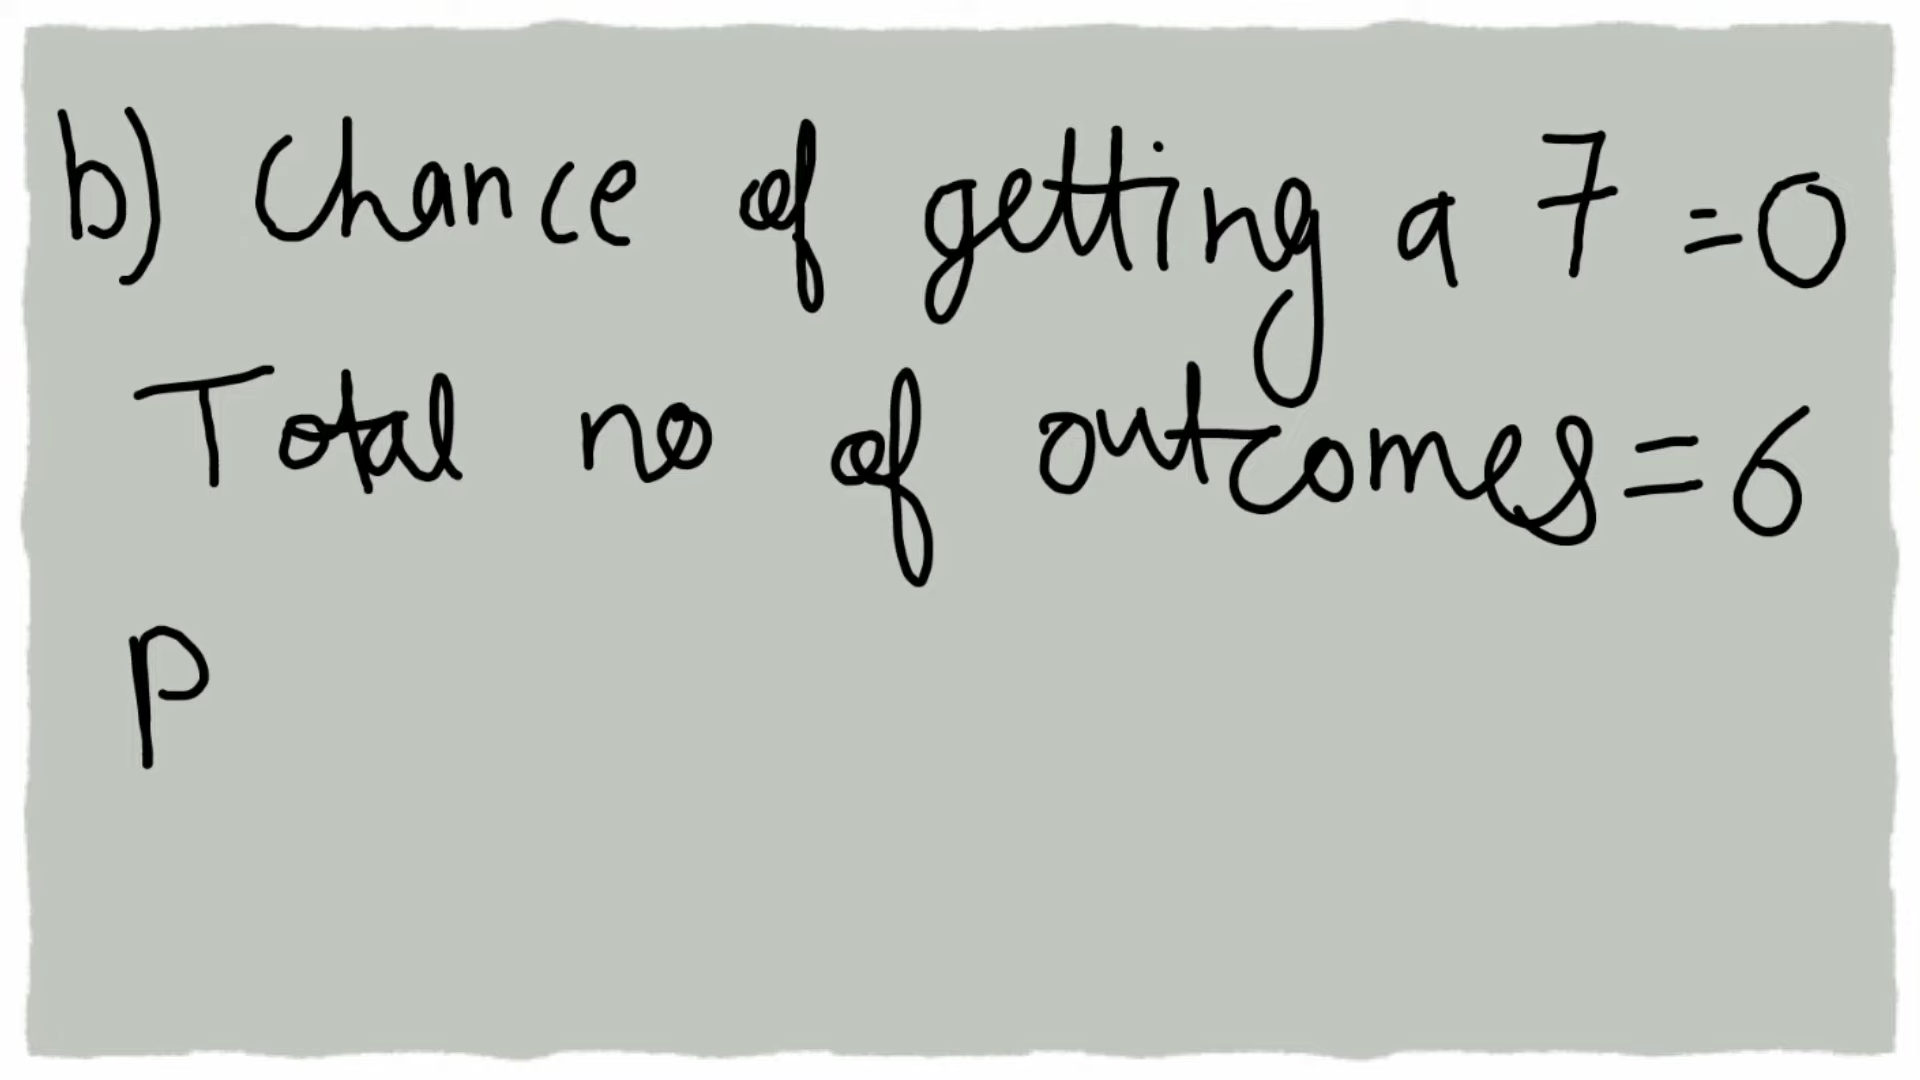 b) Chance of getting a 7 = 0
Total no of outcomes = 6
P